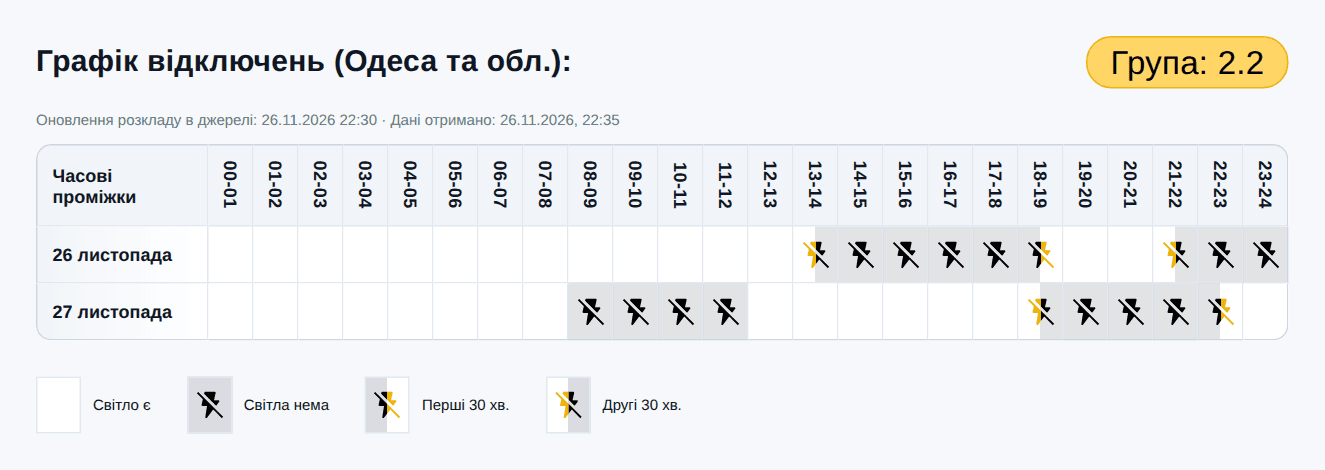 Графік відключень (Одеса та обл.):
Група: 2.2
Оновлення розкладу в джерелі: 26.11.2026 22:30 · Дані отримано: 26.11.2026, 22:35
Часові
проміжки
00-01
01-02
02-03
03-04
04-05
05-06
06-07
07-08
08-09
09-10
10-11
11-12
12-13
13-14
14-15
15-16
16-17
17-18
18-19
19-20
20-21
21-22
22-23
23-24
26 листопада
27 листопада
Світло є
Світла нема
Перші 30 хв.
Другі 30 хв.